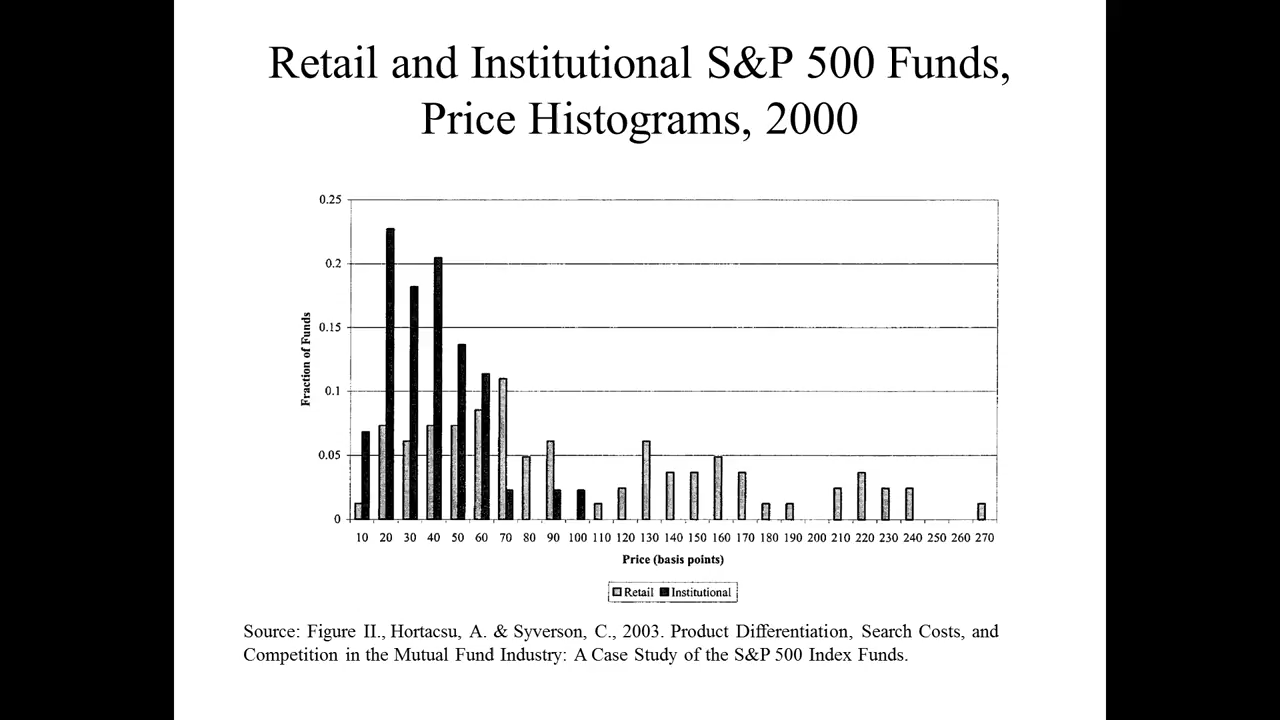 Retail and Institutional S&P 500 Funds,
Price Histograms, 2000
0.25
0.2
0.15
0.1
0.05
0
Fraction of Funds
10 20 30 40 50 60 70 80 90 100 110 120 130 140 150 160 170 180 190 200 210 220 230 240 250 260 270
Price (basis points)
Retail Institutional
Source: Figure II., Hortacsu, A. & Syverson, C., 2003. Product Differentiation, Search Costs, and
Competition in the Mutual Fund Industry: A Case Study of the S&P 500 Index Funds.